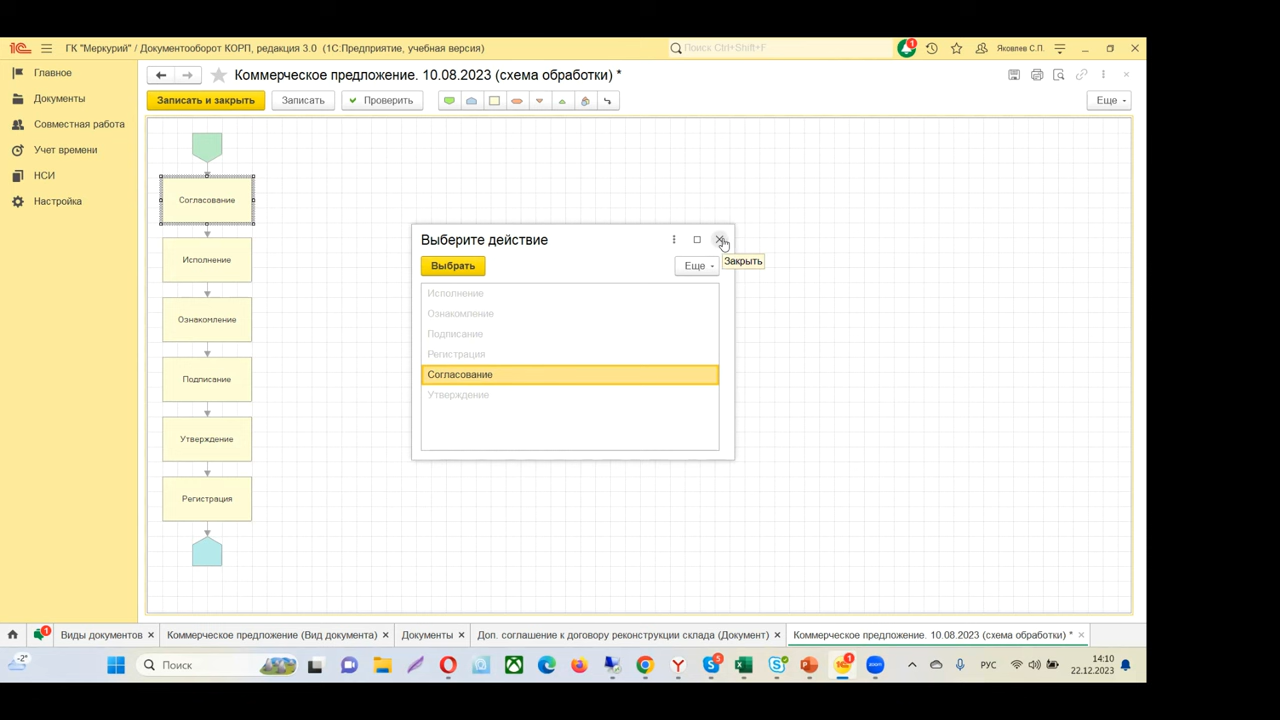 1С ГК "Меркурий" / Документооборот КОРП, редакция 3.0 (1С:Предприятие, учебная версия)
Поиск Ctrl+Shift+F
1
Яковлев С.П.
Главное
Документы
Совместная работа
Учет времени
НСИ
Настройка
Коммерческое предложение. 10.08.2023 (схема обработки) *
Записать и закрыть
Записать
Проверить
Еще
Согласование
Исполнение
Ознакомление
Подписание
Утверждение
Регистрация
Выберите действие
Закрыть
Выбрать
Еще
Исполнение
Ознакомление
Подписание
Регистрация
Согласование
Утверждение
1
Виды документов
Коммерческое предложение (Вид документа)
Документы
Доп. соглашение к договору реконструкции склада (Документ)
Коммерческое предложение. 10.08.2023 (схема обработки) *
-2°
Поиск
РУС
14:10
22.12.2023